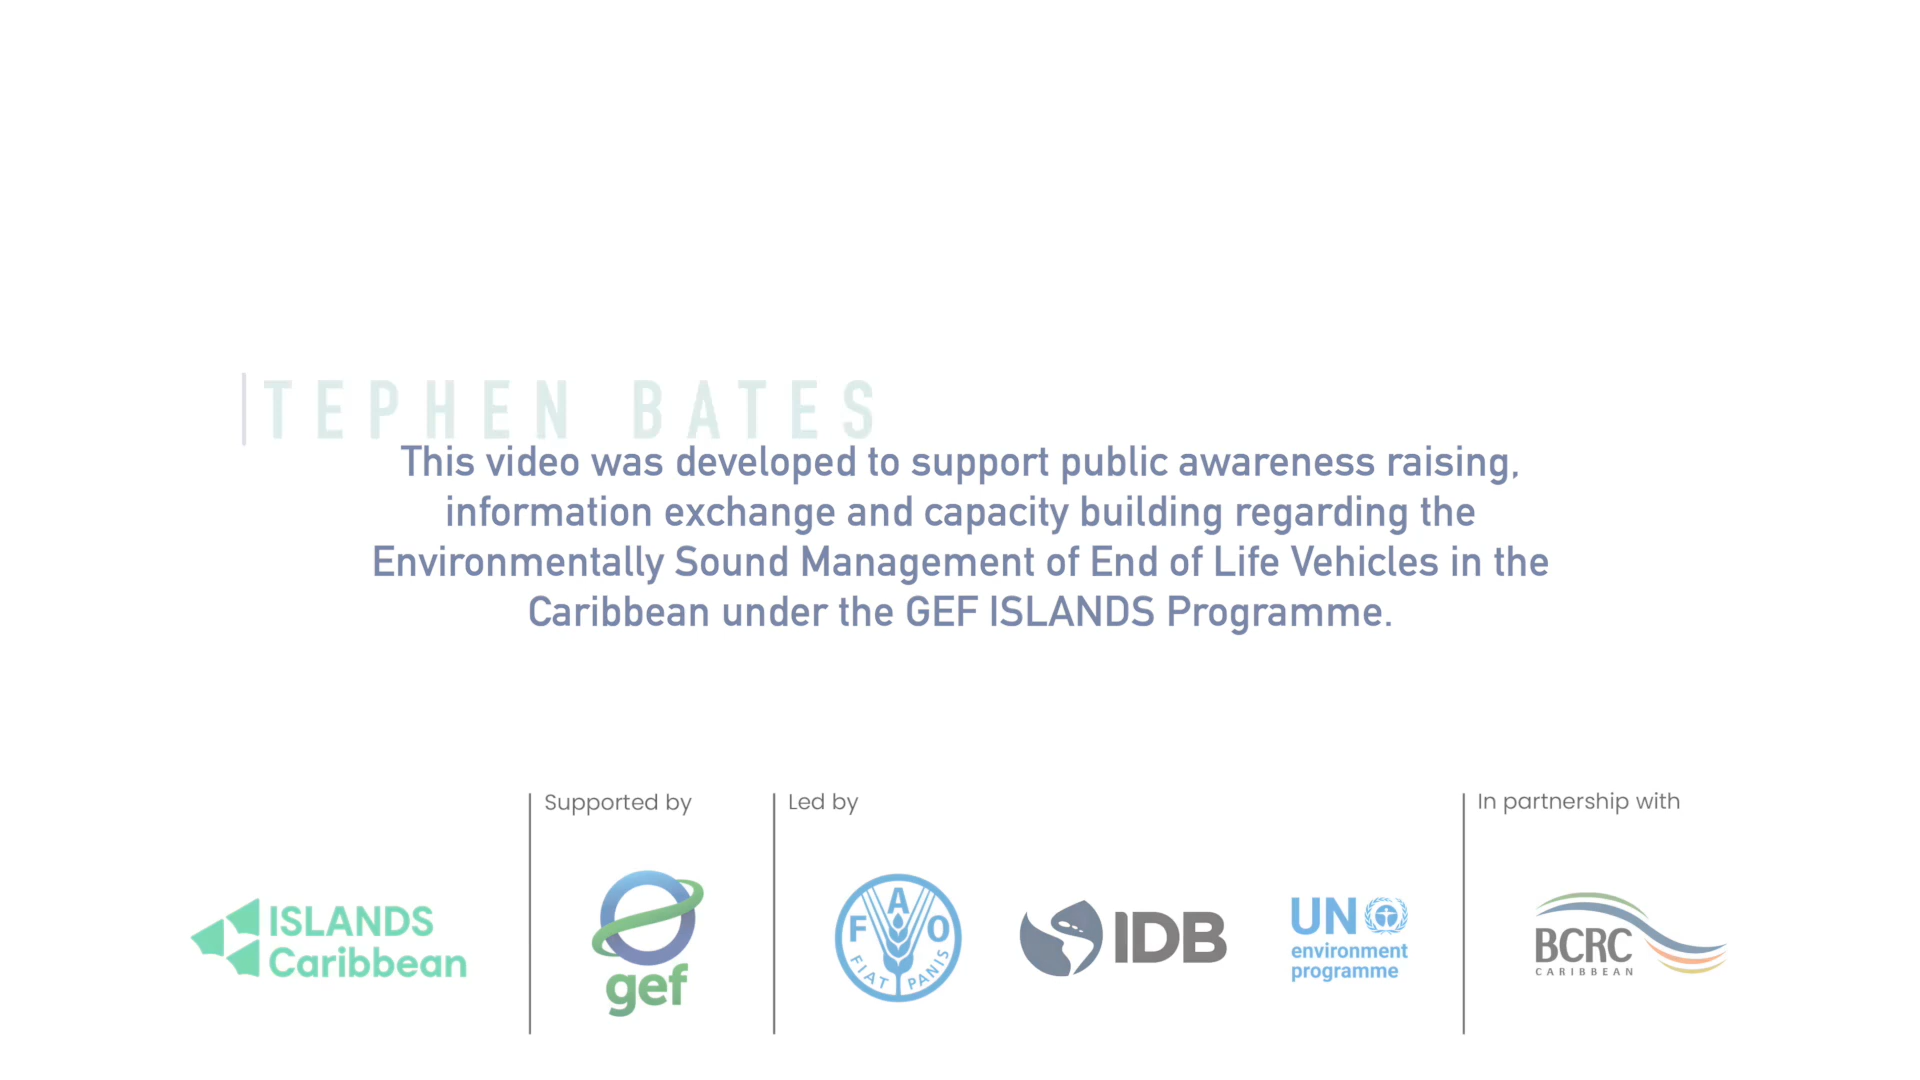 TEPHEN BATES
This video was developed to support public awareness raising,
information exchange and capacity building regarding the
Environmentally Sound Management of End of Life Vehicles in the
Caribbean under the GEF ISLANDS Programme.
Supported by
Led by
In partnership with
ISLANDS
Caribbean
gef
FAO
FIAT PANIS
IDB
UN
environment
programme
BCRC
CARIBBEAN